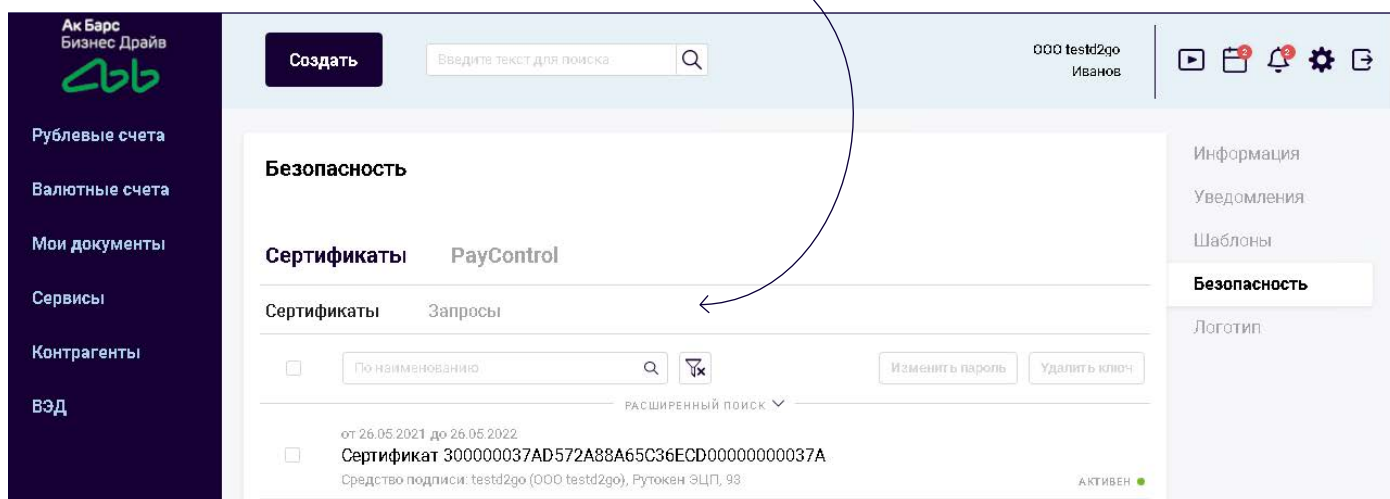 Ак Барс
Бизнес Драйв
Создать
Введите текст для поиска
ООО testd2go
Иванов
2
2
Рублевые счета
Валютные счета
Мои документы
Сервисы
Контрагенты
ВЭД
Безопасность
Сертификаты PayControl
Сертификаты Запросы
По наименованию
Изменить пароль Удалить ключ
РАСШИРЕННЫЙ ПОИСК
от 26.05.2021 до 26.05.2022
Сертификат 300000037AD572A88A65C36ECD00000000037A
Средство подписи: testd2go (ООО testd2go), Рутокен ЭЦП, 93
АКТИВЕН
Информация
Уведомления
Шаблоны
Безопасность
Логотип